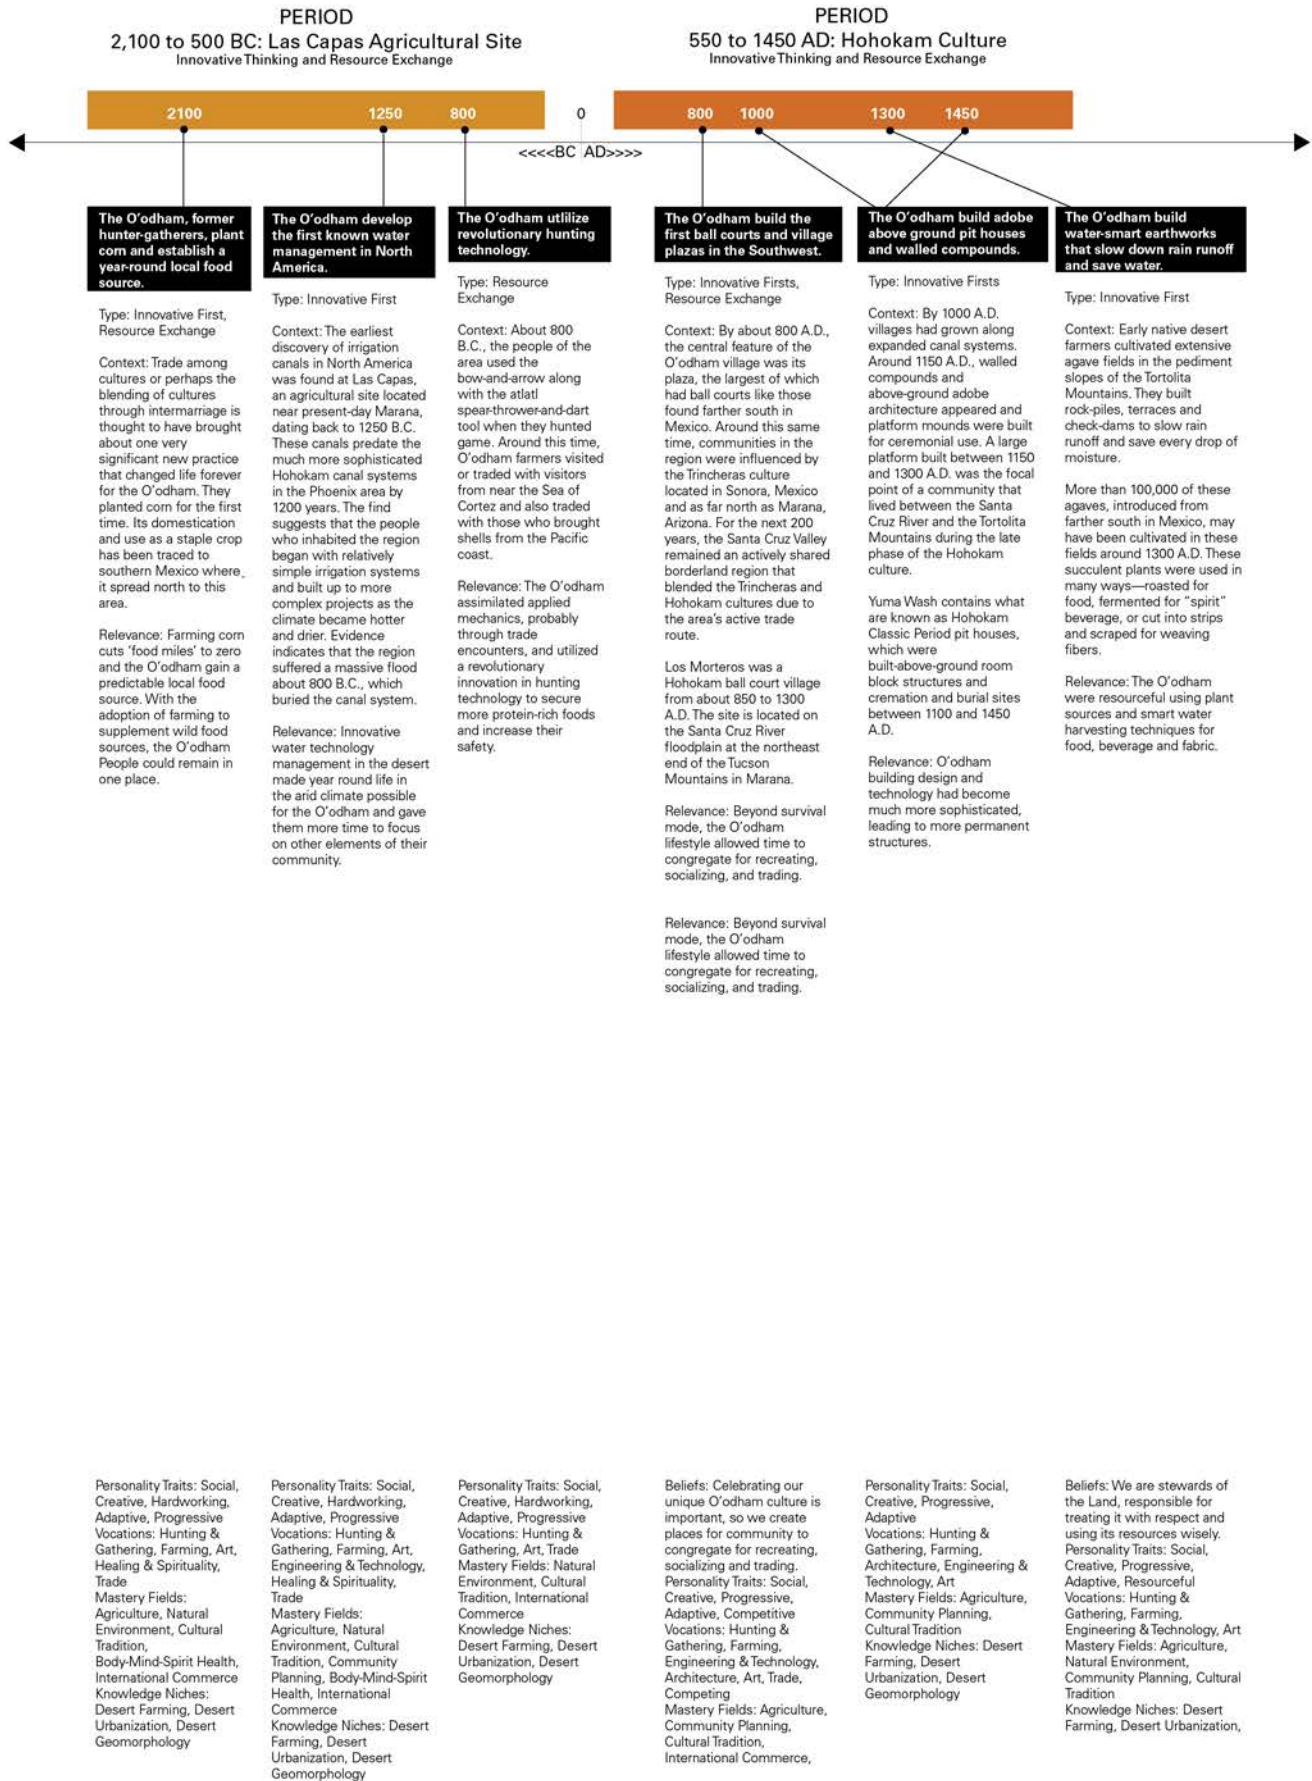 PERIOD
2,100 to 500 BC: Las Capas Agricultural Site
Innovative Thinking and Resource Exchange
PERIOD
550 to 1450 AD: Hohokam Culture
Innovative Thinking and Resource Exchange
2100
1250
800
0
800
1000
1300
1450
<<<<BC AD>>>>
The O'odham, former
hunter-gatherers, plant
corn and establish a
year-round local food
source.
Type: Innovative First,
Resource Exchange
Context: Trade among
cultures or perhaps the
blending of cultures
through intermarriage is
thought to have brought
about one very
significant new practice
that changed life forever
for the O'odham. They
planted corn for the first
time. Its domestication
and use as a staple crop
has been traced to
southern Mexico where
it spread north to this
area.
Relevance: Farming corn
cuts 'food miles' to zero
and the O'odham gain a
predictable local food
source. With the
adoption of farming to
supplement wild food
sources, the O'odham
People could remain in
one place.
The O'odham develop
the first known water
management in North
America.
Type: Innovative First
Context: The earliest
discovery of irrigation
canals in North America
was found at Las Capas,
an agricultural site located
near present-day Marana,
dating back to 1250 B.C.
These canals predate the
much more sophisticated
Hohokam canal systems
in the Phoenix area by
1200 years. The find
suggests that the people
who inhabited the region
began with relatively
simple irrigation systems
and built up to more
complex projects as the
climate became hotter
and drier. Evidence
indicates that the region
suffered a massive flood
about 800 B.C., which
buried the canal system.
Relevance: Innovative
water technology
management in the desert
made year round life in
the arid climate possible
for the O'odham and gave
them more time to focus
on other elements of their
community.
The O'odham utlilize
revolutionary hunting
technology.
Type: Resource
Exchange
Context: About 800
B.C., the people of the
area used the
bow-and-arrow along
with the atlatl
spear-thrower-and-dart
tool when they hunted
game. Around this time,
O'odham farmers visited
or traded with visitors
from near the Sea of
Cortez and also traded
with those who brought
shells from the Pacific
coast.
Relevance: The O'odham
assimilated applied
mechanics, probably
through trade
encounters, and utilized
a revolutionary
innovation in hunting
technology to secure
more protein-rich foods
and increase their
safety.
The O'odham build the
first ball courts and village
plazas in the Southwest.
Type: Innovative Firsts,
Resource Exchange
Context: By about 800 A.D.,
the central feature of the
O'odham village was its
plaza, the largest of which
had ball courts like those
found farther south in
Mexico. Around this same
time, communities in the
region were influenced by
the Trincheras culture
located in Sonora, Mexico
and as far north as Marana,
Arizona. For the next 200
years, the Santa Cruz Valley
remained an actively shared
borderland region that
blended the Trincheras and
Hohokam cultures due to
the area's active trade
route.
Los Morteros was a
Hohokam ball court village
from about 850 to 1300
A.D. The site is located on
the Santa Cruz River
floodplain at the northeast
end of the Tucson
Mountains in Marana.
Relevance: Beyond survival
mode, the O'odham
lifestyle allowed time to
congregate for recreating,
socializing, and trading.
Relevance: Beyond survival
mode, the O'odham
lifestyle allowed time to
congregate for recreating,
socializing, and trading.
The O'odham build adobe
above ground pit houses
and walled compounds.
Type: Innovative Firsts
Context: By 1000 A.D.
villages had grown along
expanded canal systems.
Around 1150 A.D., walled
compounds and
above-ground adobe
architecture appeared and
platform mounds were built
for ceremonial use. A large
platform built between 1150
and 1300 A.D. was the focal
point of a community that
lived between the Santa
Cruz River and the Tortolita
Mountains during the late
phase of the Hohokam
culture.
Yuma Wash contains what
are known as Hohokam
Classic Period pit houses,
which were
built-above-ground room
block structures and
cremation and burial sites
between 1100 and 1450
A.D.
Relevance: O'odham
building design and
technology had become
much more sophisticated,
leading to more permanent
structures.
The O'odham build
water-smart earthworks
that slow down rain runoff
and save water.
Type: Innovative First
Context: Early native desert
farmers cultivated extensive
agave fields in the pediment
slopes of the Tortolita
Mountains. They built
rock-piles, terraces and
check-dams to slow rain
runoff and save every drop of
moisture.
More than 100,000 of these
agaves, introduced from
farther south in Mexico, may
have been cultivated in these
fields around 1300 A.D. These
succulent plants were used in
many ways—roasted for
food, fermented for "spirit"
beverage, or cut into strips
and scraped for weaving
fibers.
Relevance: The O'odham
were resourceful using plant
sources and smart water
harvesting techniques for
food, beverage and fabric.
Personality Traits: Social,
Creative, Hardworking,
Adaptive, Progressive
Vocations: Hunting &
Gathering, Farming, Art,
Healing & Spirituality,
Trade
Mastery Fields:
Agriculture, Natural
Environment, Cultural
Tradition,
Body-Mind-Spirit Health,
International Commerce
Knowledge Niches:
Desert Farming, Desert
Urbanization, Desert
Geomorphology
Personality Traits: Social,
Creative, Hardworking,
Adaptive, Progressive
Vocations: Hunting &
Gathering, Farming, Art,
Engineering & Technology,
Healing & Spirituality,
Trade
Mastery Fields:
Agriculture, Natural
Environment, Cultural
Tradition, Community
Planning, Body-Mind-Spirit
Health, International
Commerce
Knowledge Niches: Desert
Farming, Desert
Urbanization, Desert
Geomorphology
Personality Traits: Social,
Creative, Hardworking,
Adaptive, Progressive
Vocations: Hunting &
Gathering, Art, Trade
Mastery Fields: Natural
Environment, Cultural
Tradition, International
Commerce
Knowledge Niches:
Desert Farming, Desert
Urbanization, Desert
Geomorphology
Beliefs: Celebrating our
unique O'odham culture is
important, so we create
places for community to
congregate for recreating,
socializing and trading.
Personality Traits: Social,
Creative, Progressive,
Adaptive, Competitive
Vocations: Hunting &
Gathering, Farming,
Engineering & Technology,
Architecture, Art, Trade,
Competing
Mastery Fields: Agriculture,
Community Planning,
Cultural Tradition,
International Commerce,
Personality Traits: Social,
Creative, Progressive,
Adaptive
Vocations: Hunting &
Gathering, Farming,
Architecture, Engineering &
Technology, Art
Mastery Fields: Agriculture,
Community Planning,
Cultural Tradition
Knowledge Niches: Desert
Farming, Desert
Urbanization, Desert
Geomorphology
Beliefs: We are stewards of
the Land, responsible for
treating it with respect and
using its resources wisely.
Personality Traits: Social,
Creative, Progressive,
Adaptive, Resourceful
Vocations: Hunting &
Gathering, Farming,
Engineering & Technology, Art
Mastery Fields: Agriculture,
Natural Environment,
Community Planning, Cultural
Tradition
Knowledge Niches: Desert
Farming, Desert Urbanization,